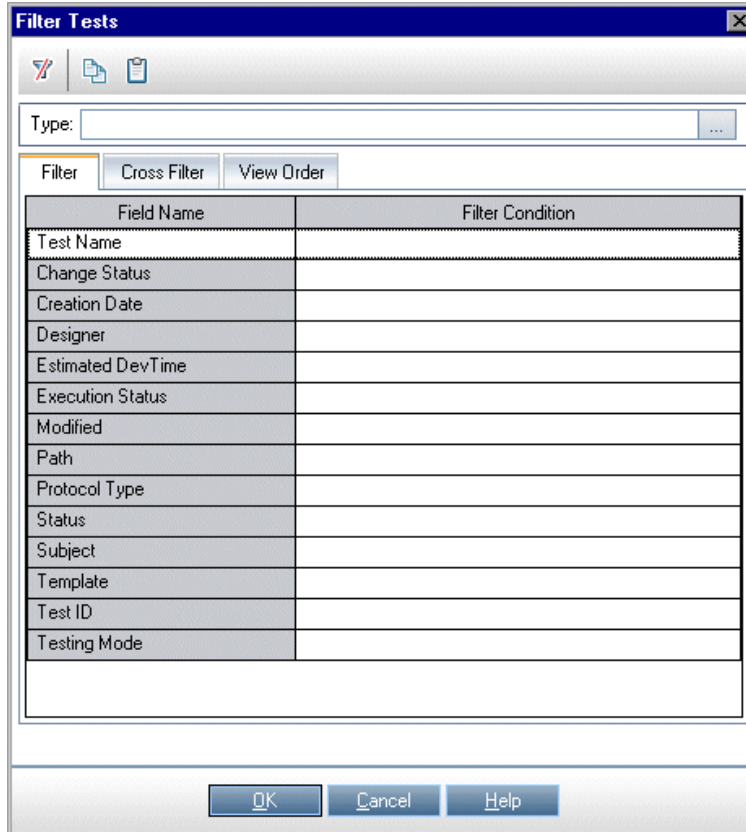 Filter Tests
Type:
...
Filter Cross Filter View Order
Field Name Filter Condition
Test Name
Change Status
Creation Date
Designer
Estimated DevTime
Execution Status
Modified
Path
Protocol Type
Status
Subject
Template
Test ID
Testing Mode
OK Cancel Help